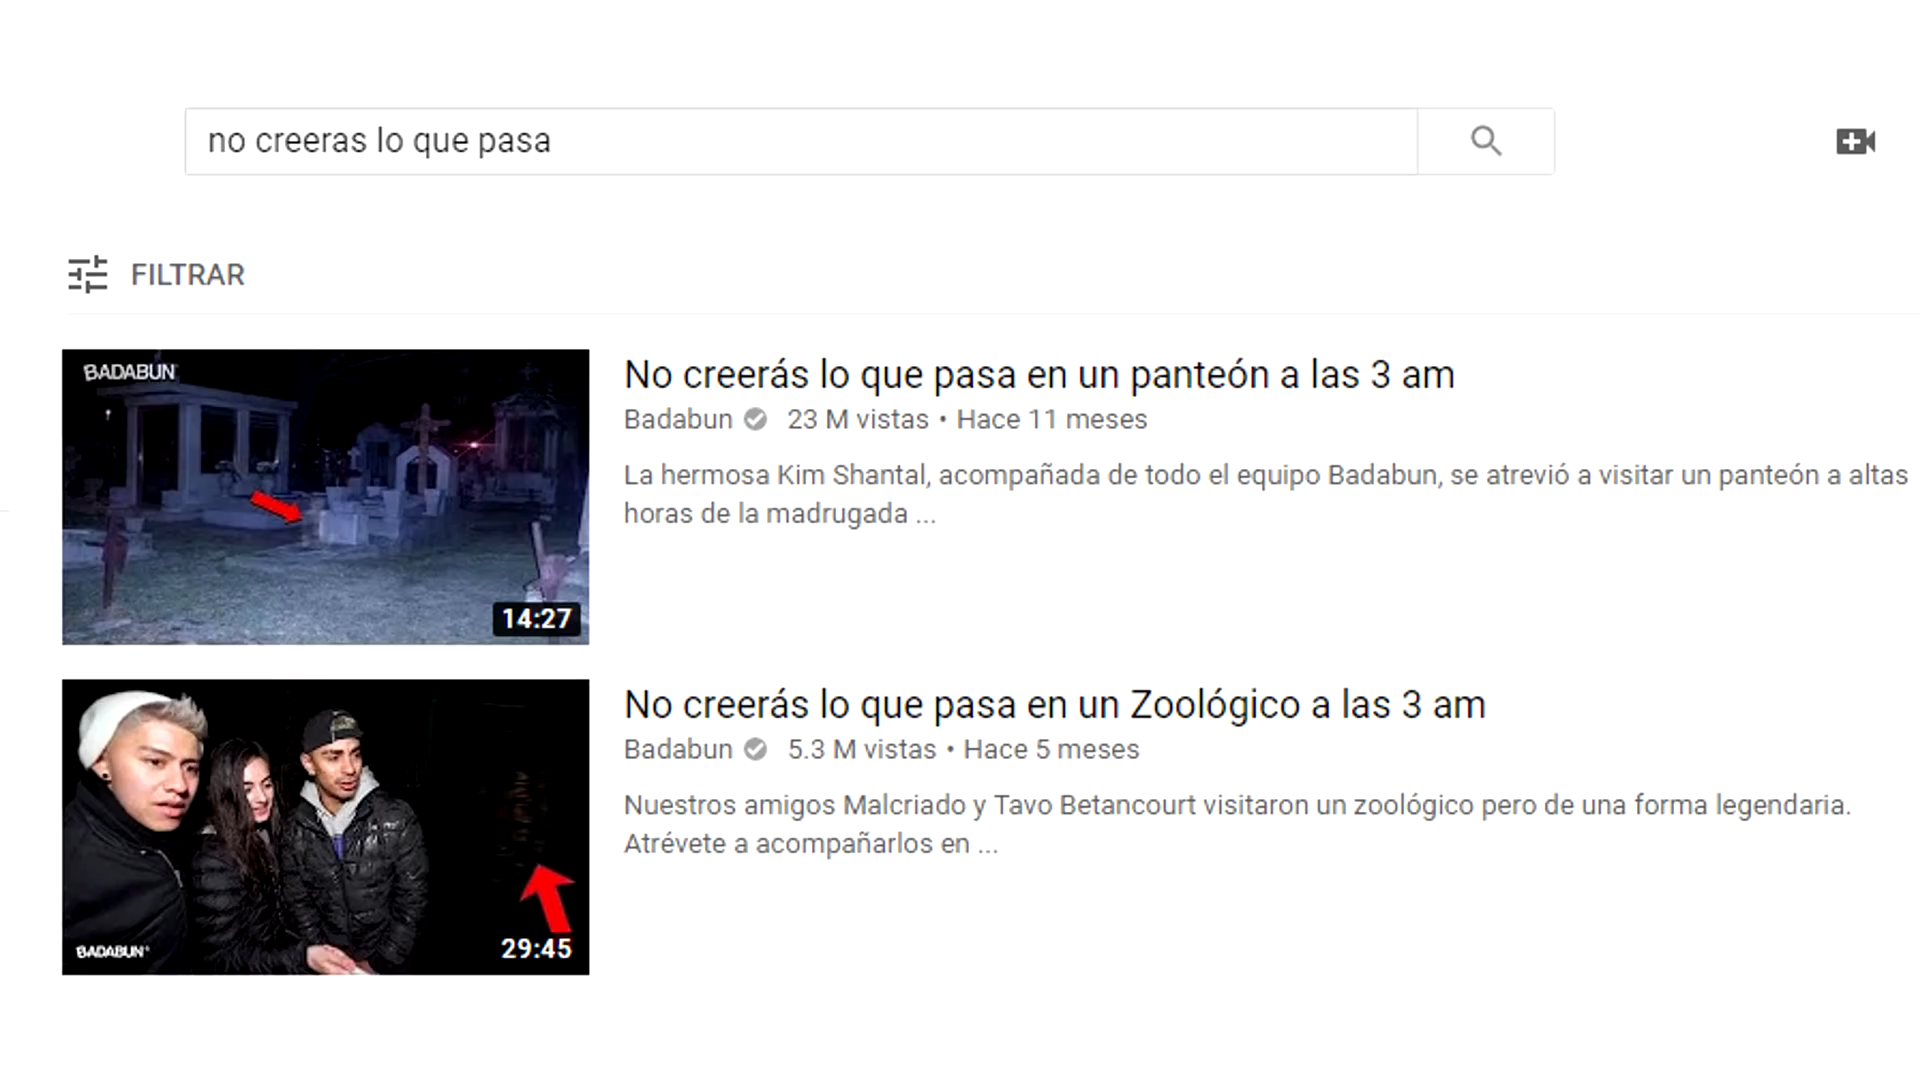 no creeras lo que pasa
FILTRAR
BADABUN
14:27
No creerás lo que pasa en un panteón a las 3 am
Badabun 23 M vistas • Hace 11 meses
La hermosa Kim Shantal, acompañada de todo el equipo Badabun, se atrevió a visitar un panteón a altas
horas de la madrugada ...
BADABUN
29:45
No creerás lo que pasa en un Zoológico a las 3 am
Badabun 5.3 M vistas • Hace 5 meses
Nuestros amigos Malcriado y Tavo Betancourt visitaron un zoológico pero de una forma legendaria.
Atrévete a acompañarlos en ...